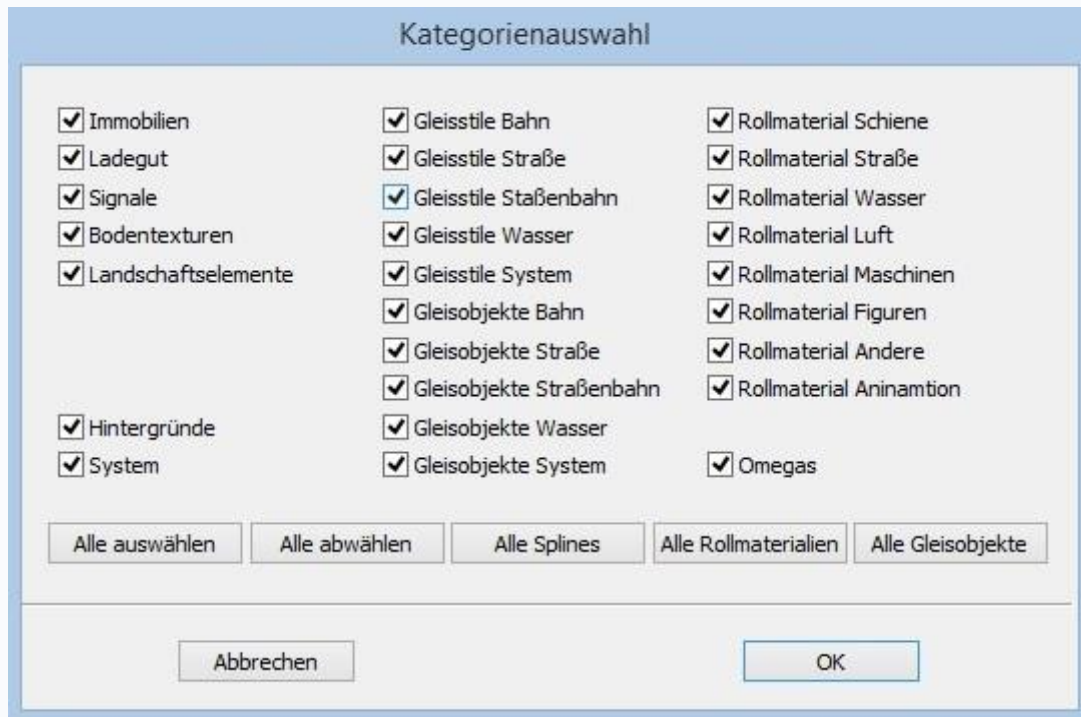 Kategorienauswahl
Immobilien
Ladegut
Signale
Bodentexturen
Landschaftselemente
Hintergründe
System
Gleisstile Bahn
Gleisstile Straße
Gleisstile Staßenbahn
Gleisstile Wasser
Gleisstile System
Gleisobjekte Bahn
Gleisobjekte Straße
Gleisobjekte Straßenbahn
Gleisobjekte Wasser
Gleisobjekte System
Rollmaterial Schiene
Rollmaterial Straße
Rollmaterial Wasser
Rollmaterial Luft
Rollmaterial Maschinen
Rollmaterial Figuren
Rollmaterial Andere
Rollmaterial Aninamtion
Omegas
Alle auswählen
Alle abwählen
Alle Splines
Alle Rollmaterialien
Alle Gleisobjekte
Abbrechen
OK